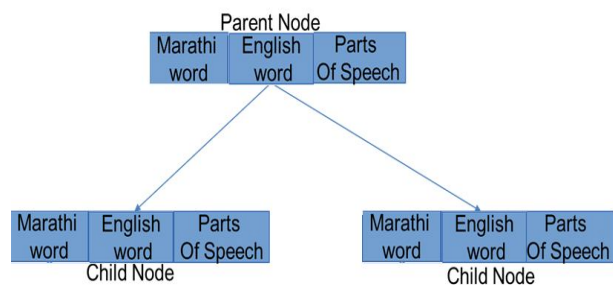 Parent Node
Marathi word
English word
Parts Of Speech
Marathi word
English word
Parts Of Speech
Child Node
Marathi word
English word
Parts Of Speech
Child Node